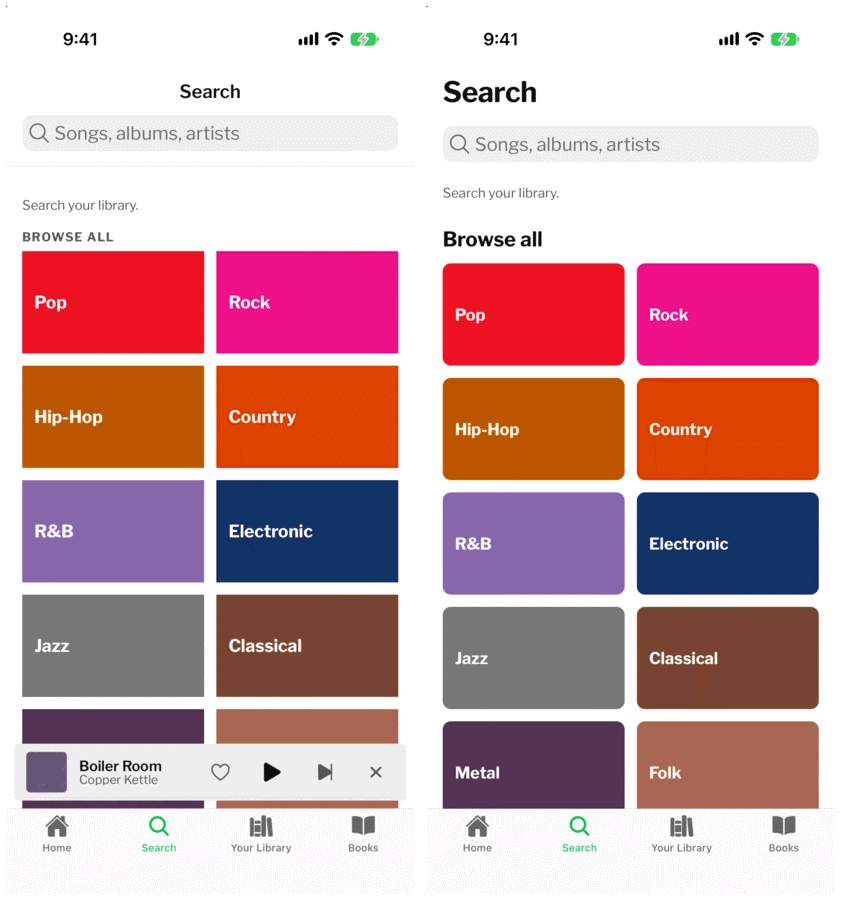 9:41
Search
Songs, albums, artists
Search your library.
BROWSE ALL
Pop
Rock
Hip-Hop
Country
R&B
Electronic
Jazz
Classical
Boiler Room
Copper Kettle
Home
Search
Your Library
Books
9:41
Search
Songs, albums, artists
Search your library.
Browse all
Pop
Rock
Hip-Hop
Country
R&B
Electronic
Jazz
Classical
Metal
Folk
Home
Search
Your Library
Books